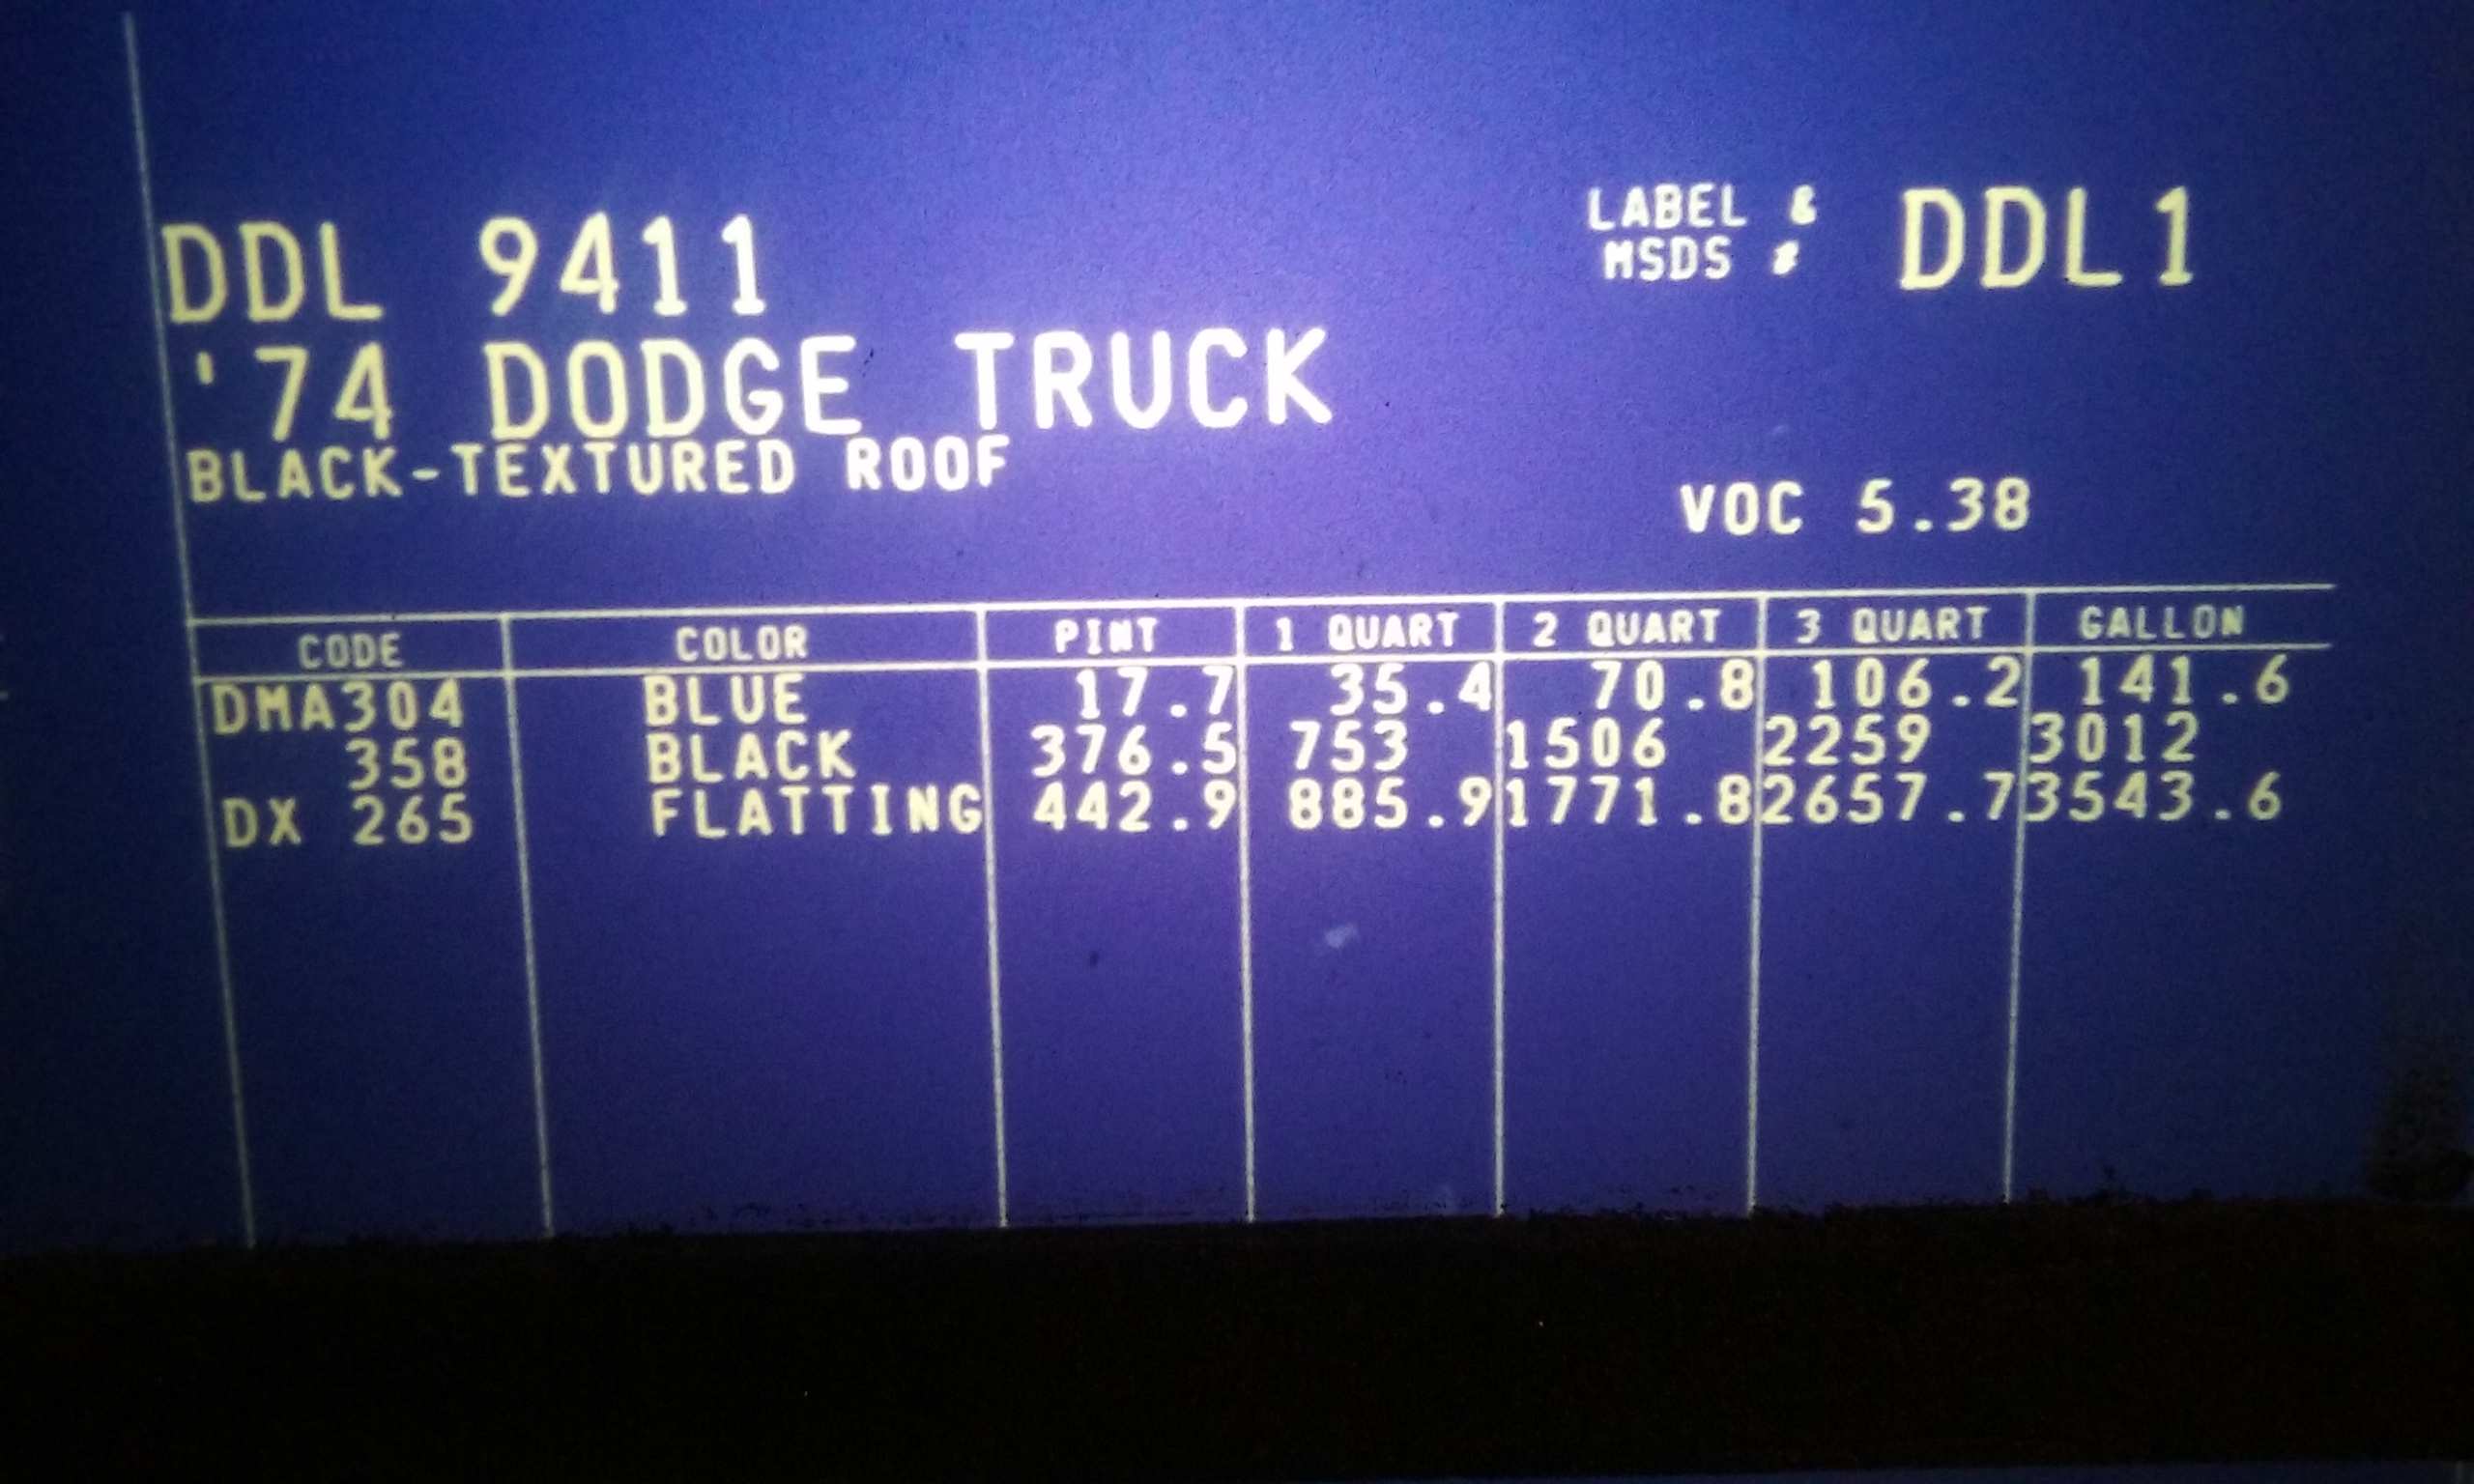 DDL 9411
LABEL &
MSDS #
DDL1
'74 DODGE TRUCK
BLACK-TEXTURED ROOF
VOC 5.38
CODE COLOR PINT 1 QUART 2 QUART 3 QUART GALLON
DMA304 BLUE 17.7 35.4 70.8 106.2 141.6
358 BLACK 376.5 753 1506 2259 3012
DX 265 FLATTING 442.9 885.9 1771.8 2657.7 3543.6